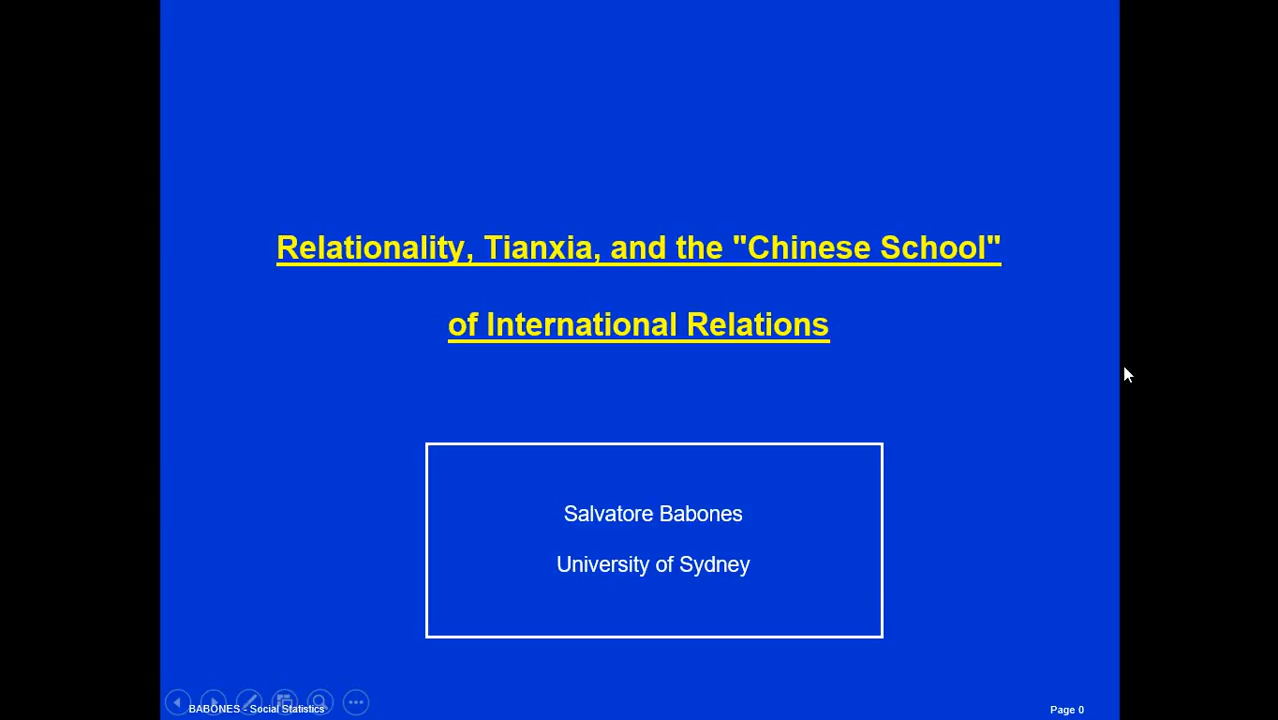 Relationality, Tianxia, and the "Chinese School"
of International Relations
Salvatore Babones
University of Sydney
BABONES - Social Statistics
Page 0